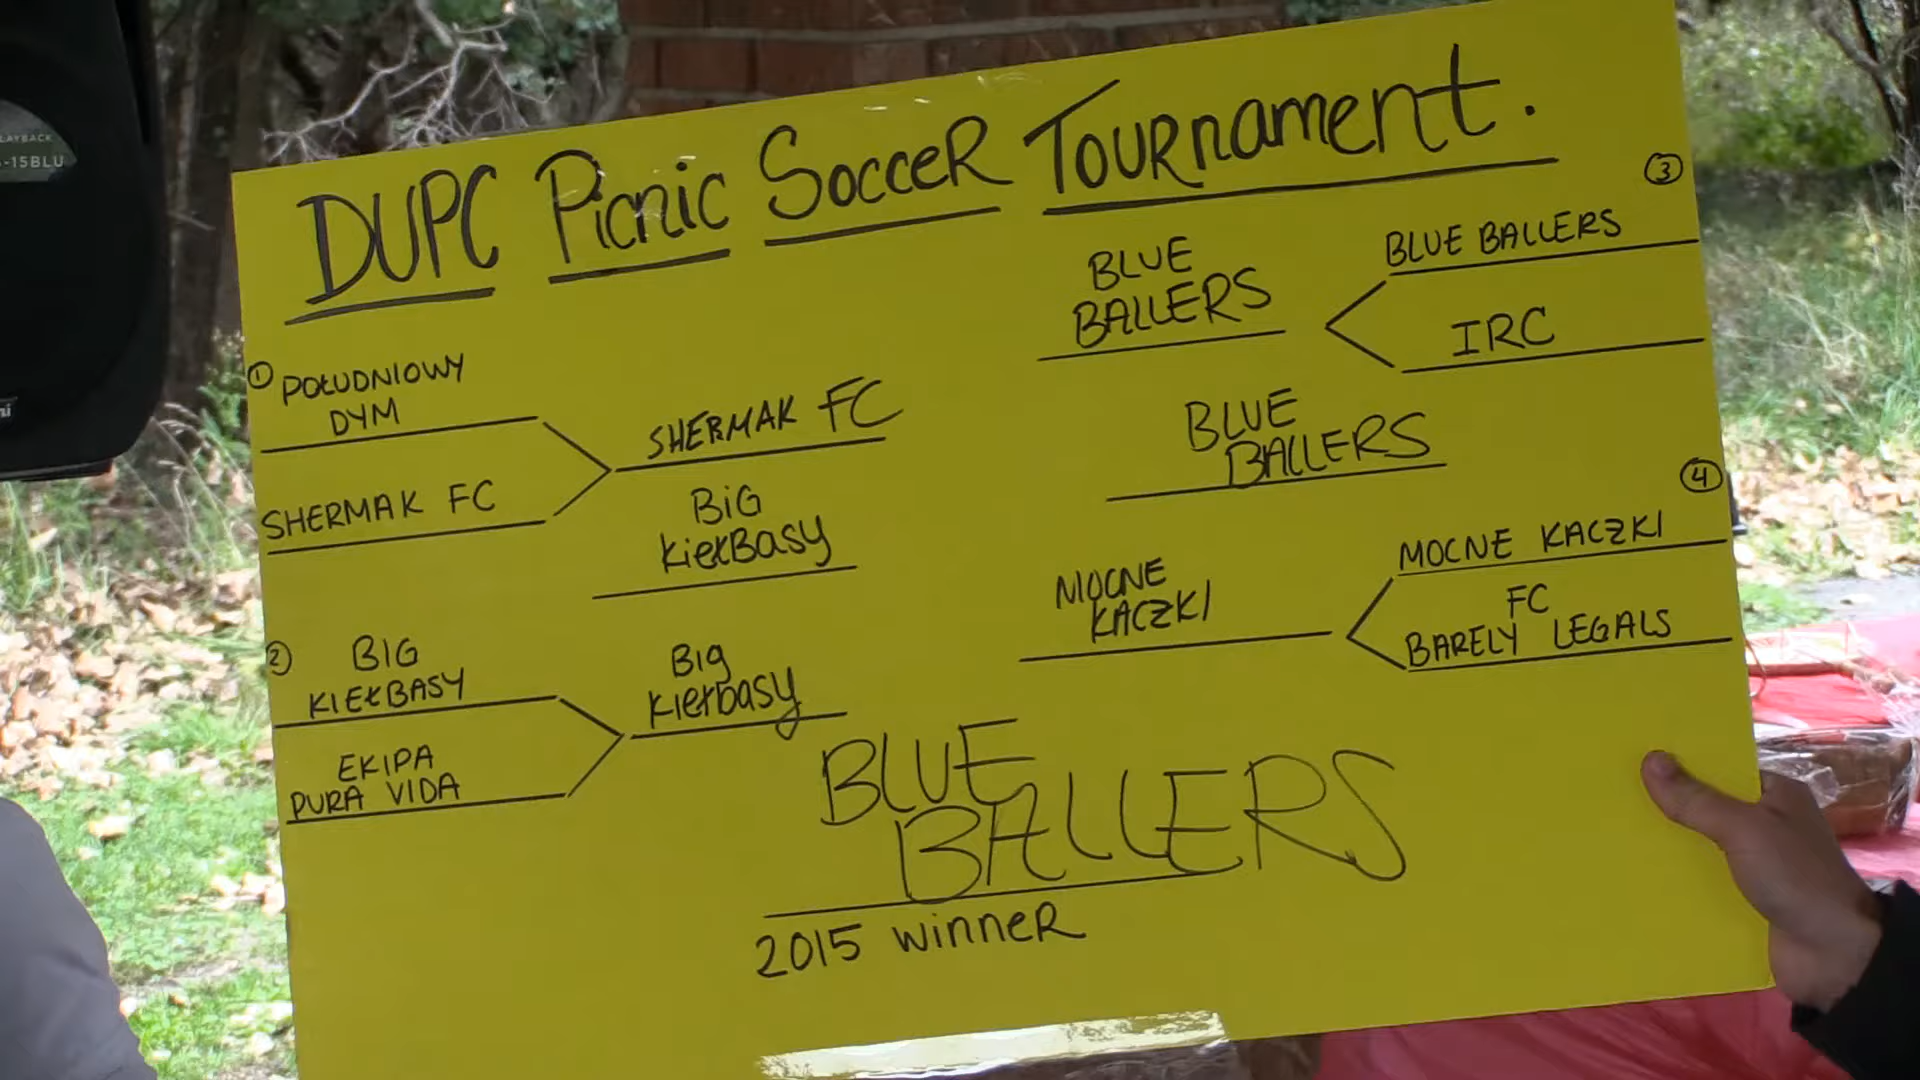 DUPC Picnic Soccer Tournament.
① POŁUDNIOWY
DYM
SHERMAK FC
SHERMAK FC
BiG
KiełBasy
② BIG
KIEŁBASY
EKIPA
PURA VIDA
Big
Kiełbasy
③
BLUE BALLERS
IRC
BLUE
BALLERS
BLUE
BALLERS
④
MOCNE KACZKI
FC
BARELY LEGALS
MOCNE
KACZKI
BLUE
BALLERS
2015 winneR
-15BLU